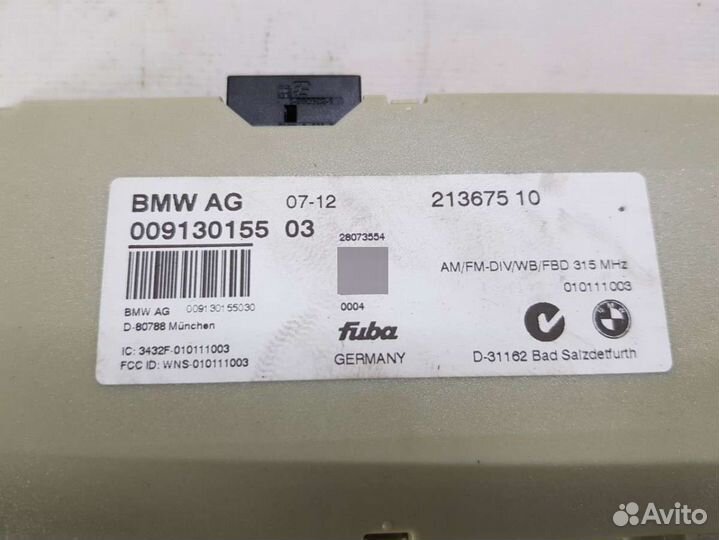 BMW AG 07-12 213675 10
009130155 03
28073554
AM/FM-DIV/WB/FBD 315 MHz
010111003
BMW AG 009130155030
0004
D-80788 München
fuba
IC: 3432F-010111003
GERMANY
D-31162 Bad Salzdetfurth
FCC ID: WNS-010111003
BMW
Avito